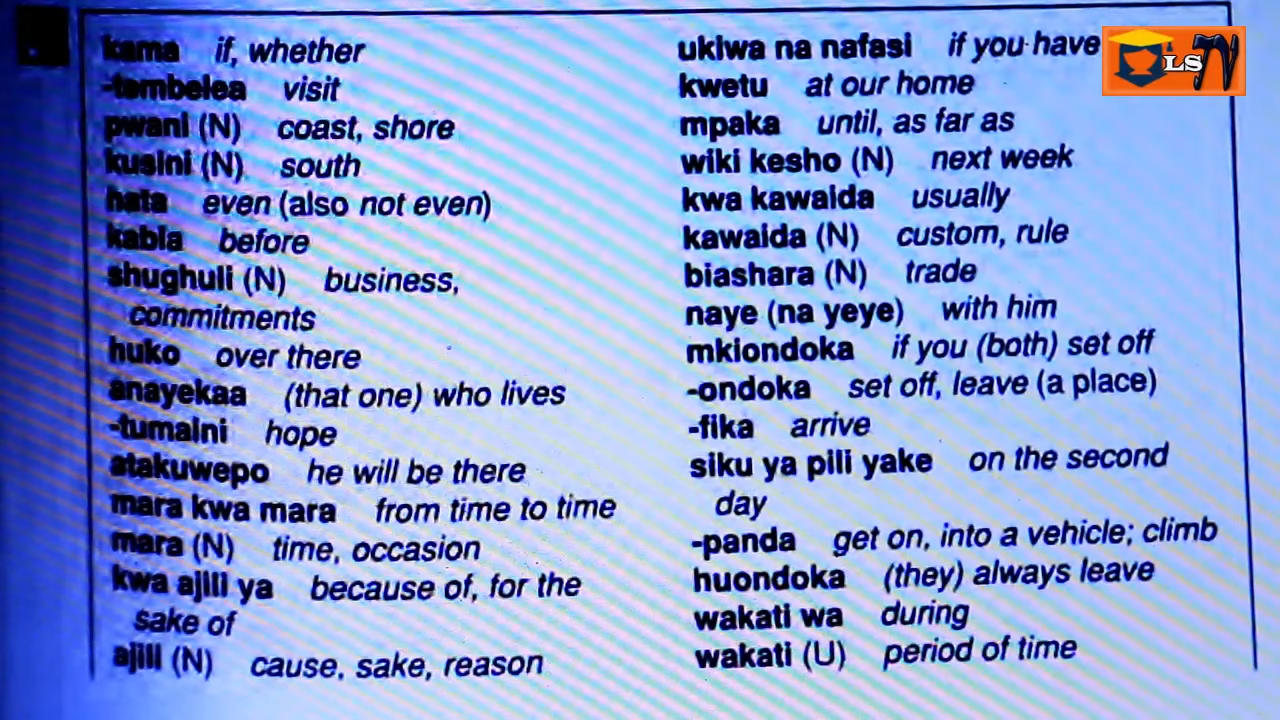 kama if, whether
-tembelea visit
pwani (N) coast, shore
kusini (N) south
hata even (also not even)
kabla before
shughuli (N) business,
commitments
huko over there
anayekaa (that one) who lives
-tumaini hope
atakuwepo he will be there
mara kwa mara from time to time
mara (N) time, occasion
kwa ajili ya because of, for the
sake of
ajili (N) cause, sake, reason
ukiwa na nafasi if you have
kwetu at our home
mpaka until, as far as
wiki kesho (N) next week
kwa kawaida usually
kawaida (N) custom, rule
biashara (N) trade
naye (na yeye) with him
mkiondoka if you (both) set off
-ondoka set off, leave (a place)
-fika arrive
siku ya pili yake on the second
day
-panda get on, into a vehicle; climb
huondoka (they) always leave
wakati wa during
wakati (U) period of time
LS